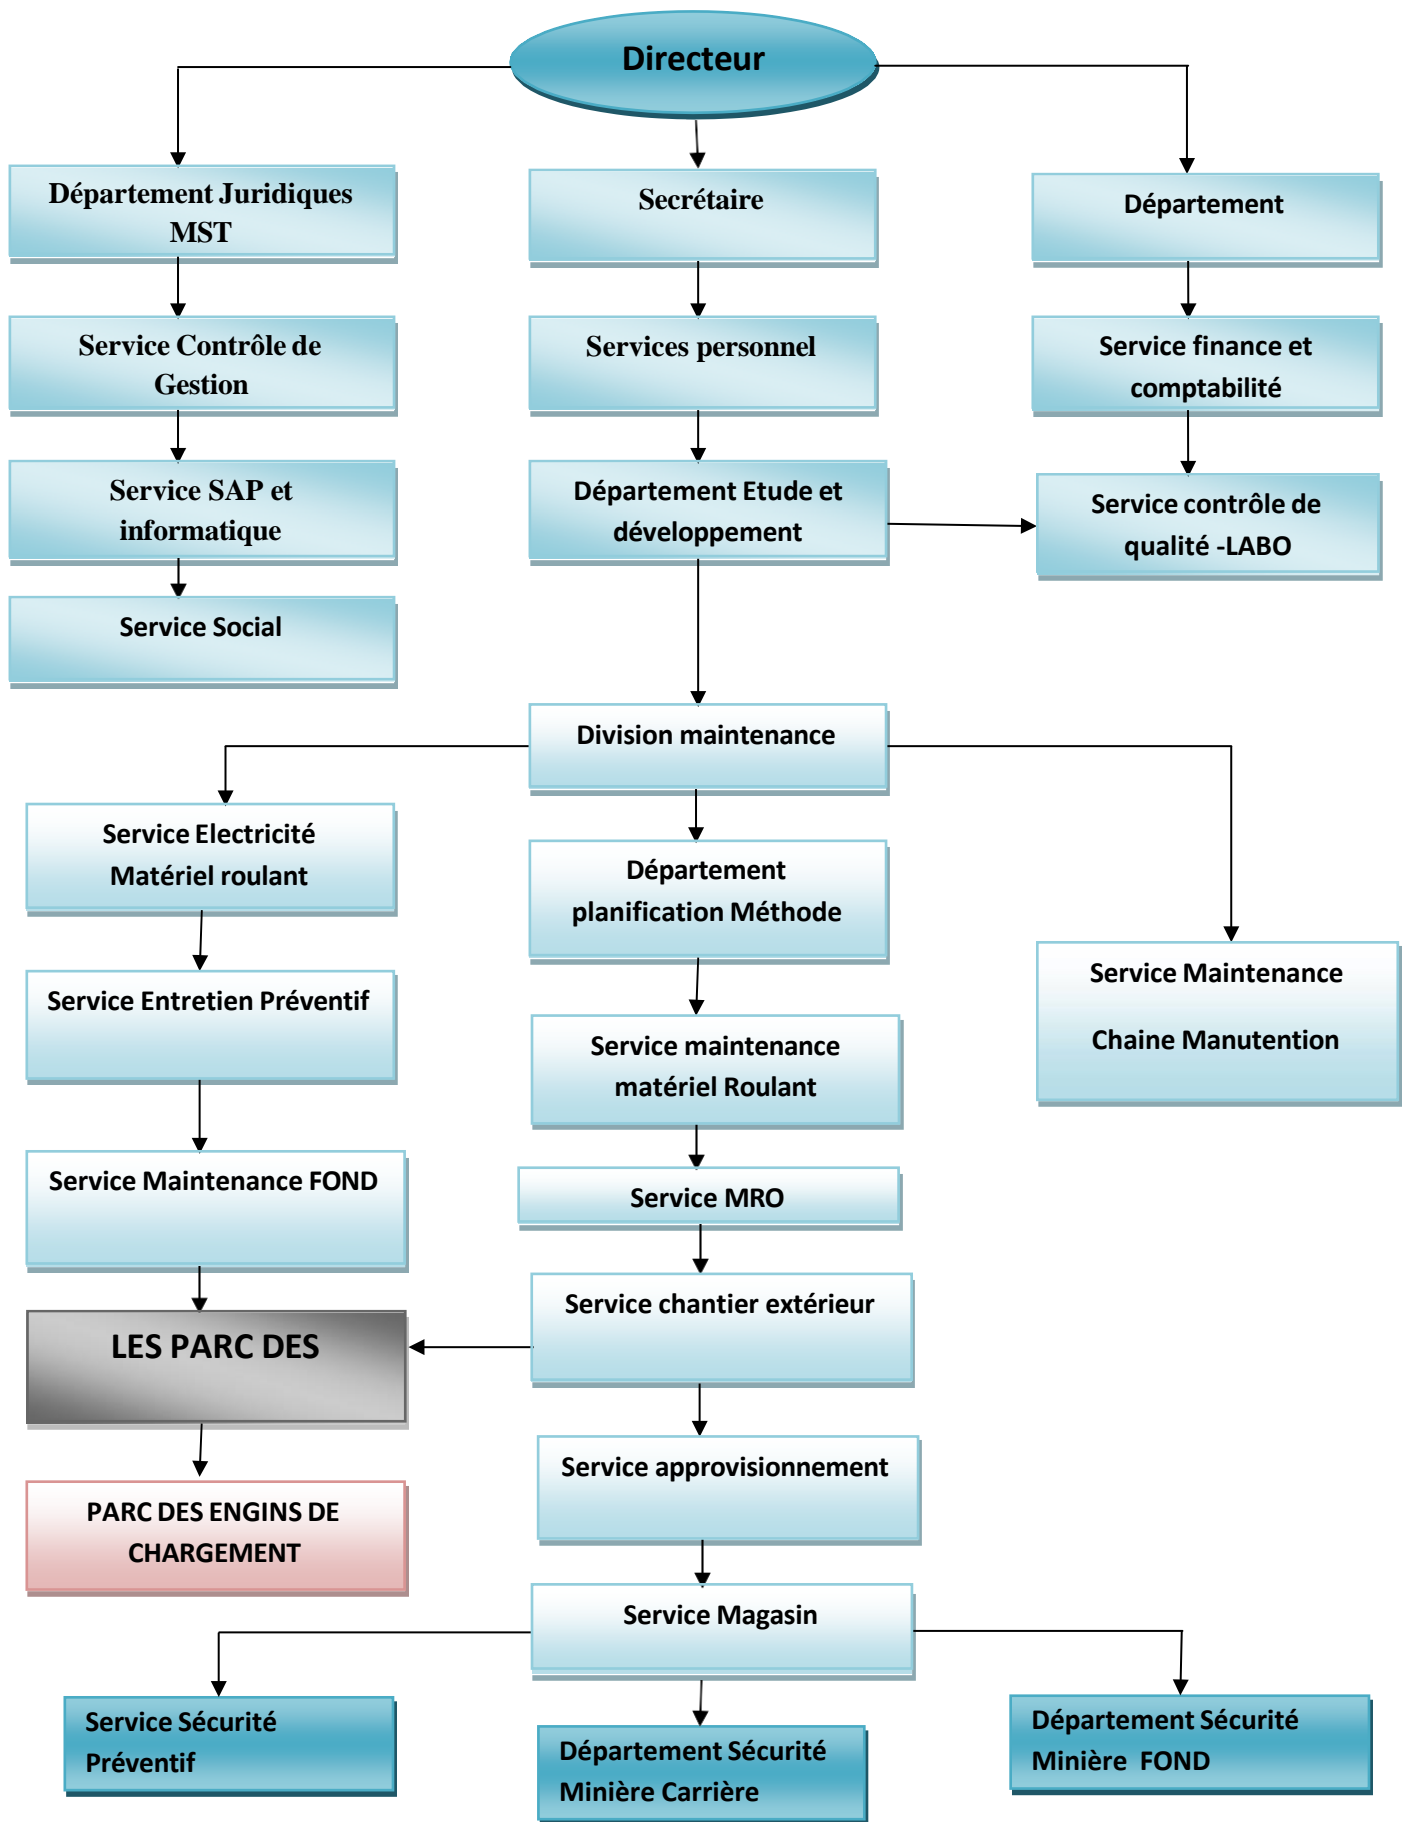 Directeur
Département Juridiques
MST
Secrétaire
Département
Service Contrôle de
Gestion
Services personnel
Service finance et
comptabilité
Service SAP et
informatique
Département Etude et
développement
Service contrôle de
qualité -LABO
Service Social
Division maintenance
Service Electricité
Matériel roulant
Département
planification Méthode
Service Maintenance
Chaine Manutention
Service Entretien Préventif
Service maintenance
matériel Roulant
Service Maintenance FOND
Service MRO
Service chantier extérieur
LES PARC DES
Service approvisionnement
PARC DES ENGINS DE
CHARGEMENT
Service Magasin
Service Sécurité
Préventif
Département Sécurité
Minière Carrière
Département Sécurité
Minière  FOND